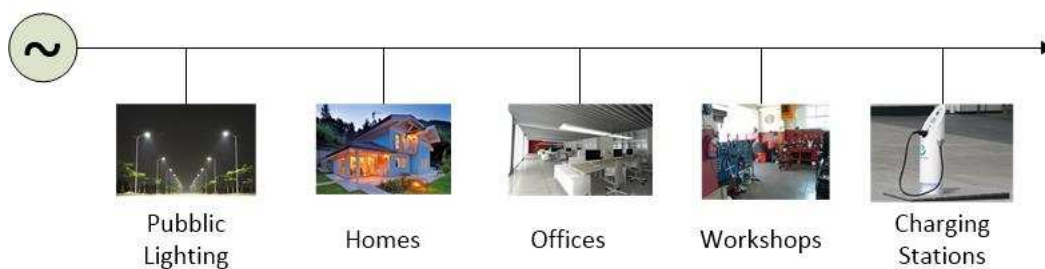 ~
Pubblic
Lighting
Homes
Offices
Workshops
Charging
Stations